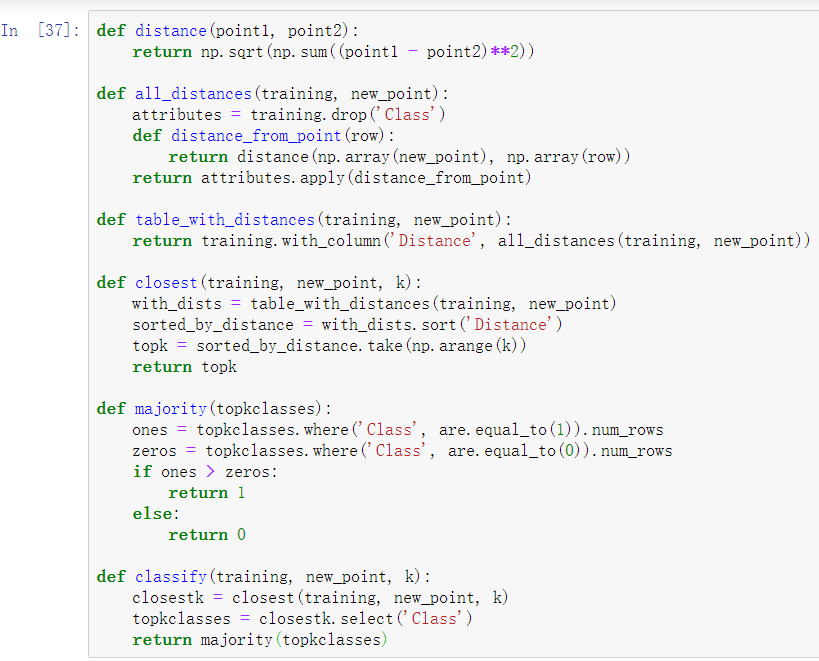 In [37]:
def distance(point1, point2):
    return np.sqrt(np.sum((point1 - point2)**2))

def all_distances(training, new_point):
    attributes = training.drop('Class')
    def distance_from_point(row):
        return distance(np.array(new_point), np.array(row))
    return attributes.apply(distance_from_point)

def table_with_distances(training, new_point):
    return training.with_column('Distance', all_distances(training, new_point))

def closest(training, new_point, k):
    with_dists = table_with_distances(training, new_point)
    sorted_by_distance = with_dists.sort('Distance')
    topk = sorted_by_distance.take(np.arange(k))
    return topk

def majority(topkclasses):
    ones = topkclasses.where('Class', are.equal_to(1)).num_rows
    zeros = topkclasses.where('Class', are.equal_to(0)).num_rows
    if ones > zeros:
        return 1
    else:
        return 0

def classify(training, new_point, k):
    closestk = closest(training, new_point, k)
    topkclasses = closestk.select('Class')
    return majority(topkclasses)